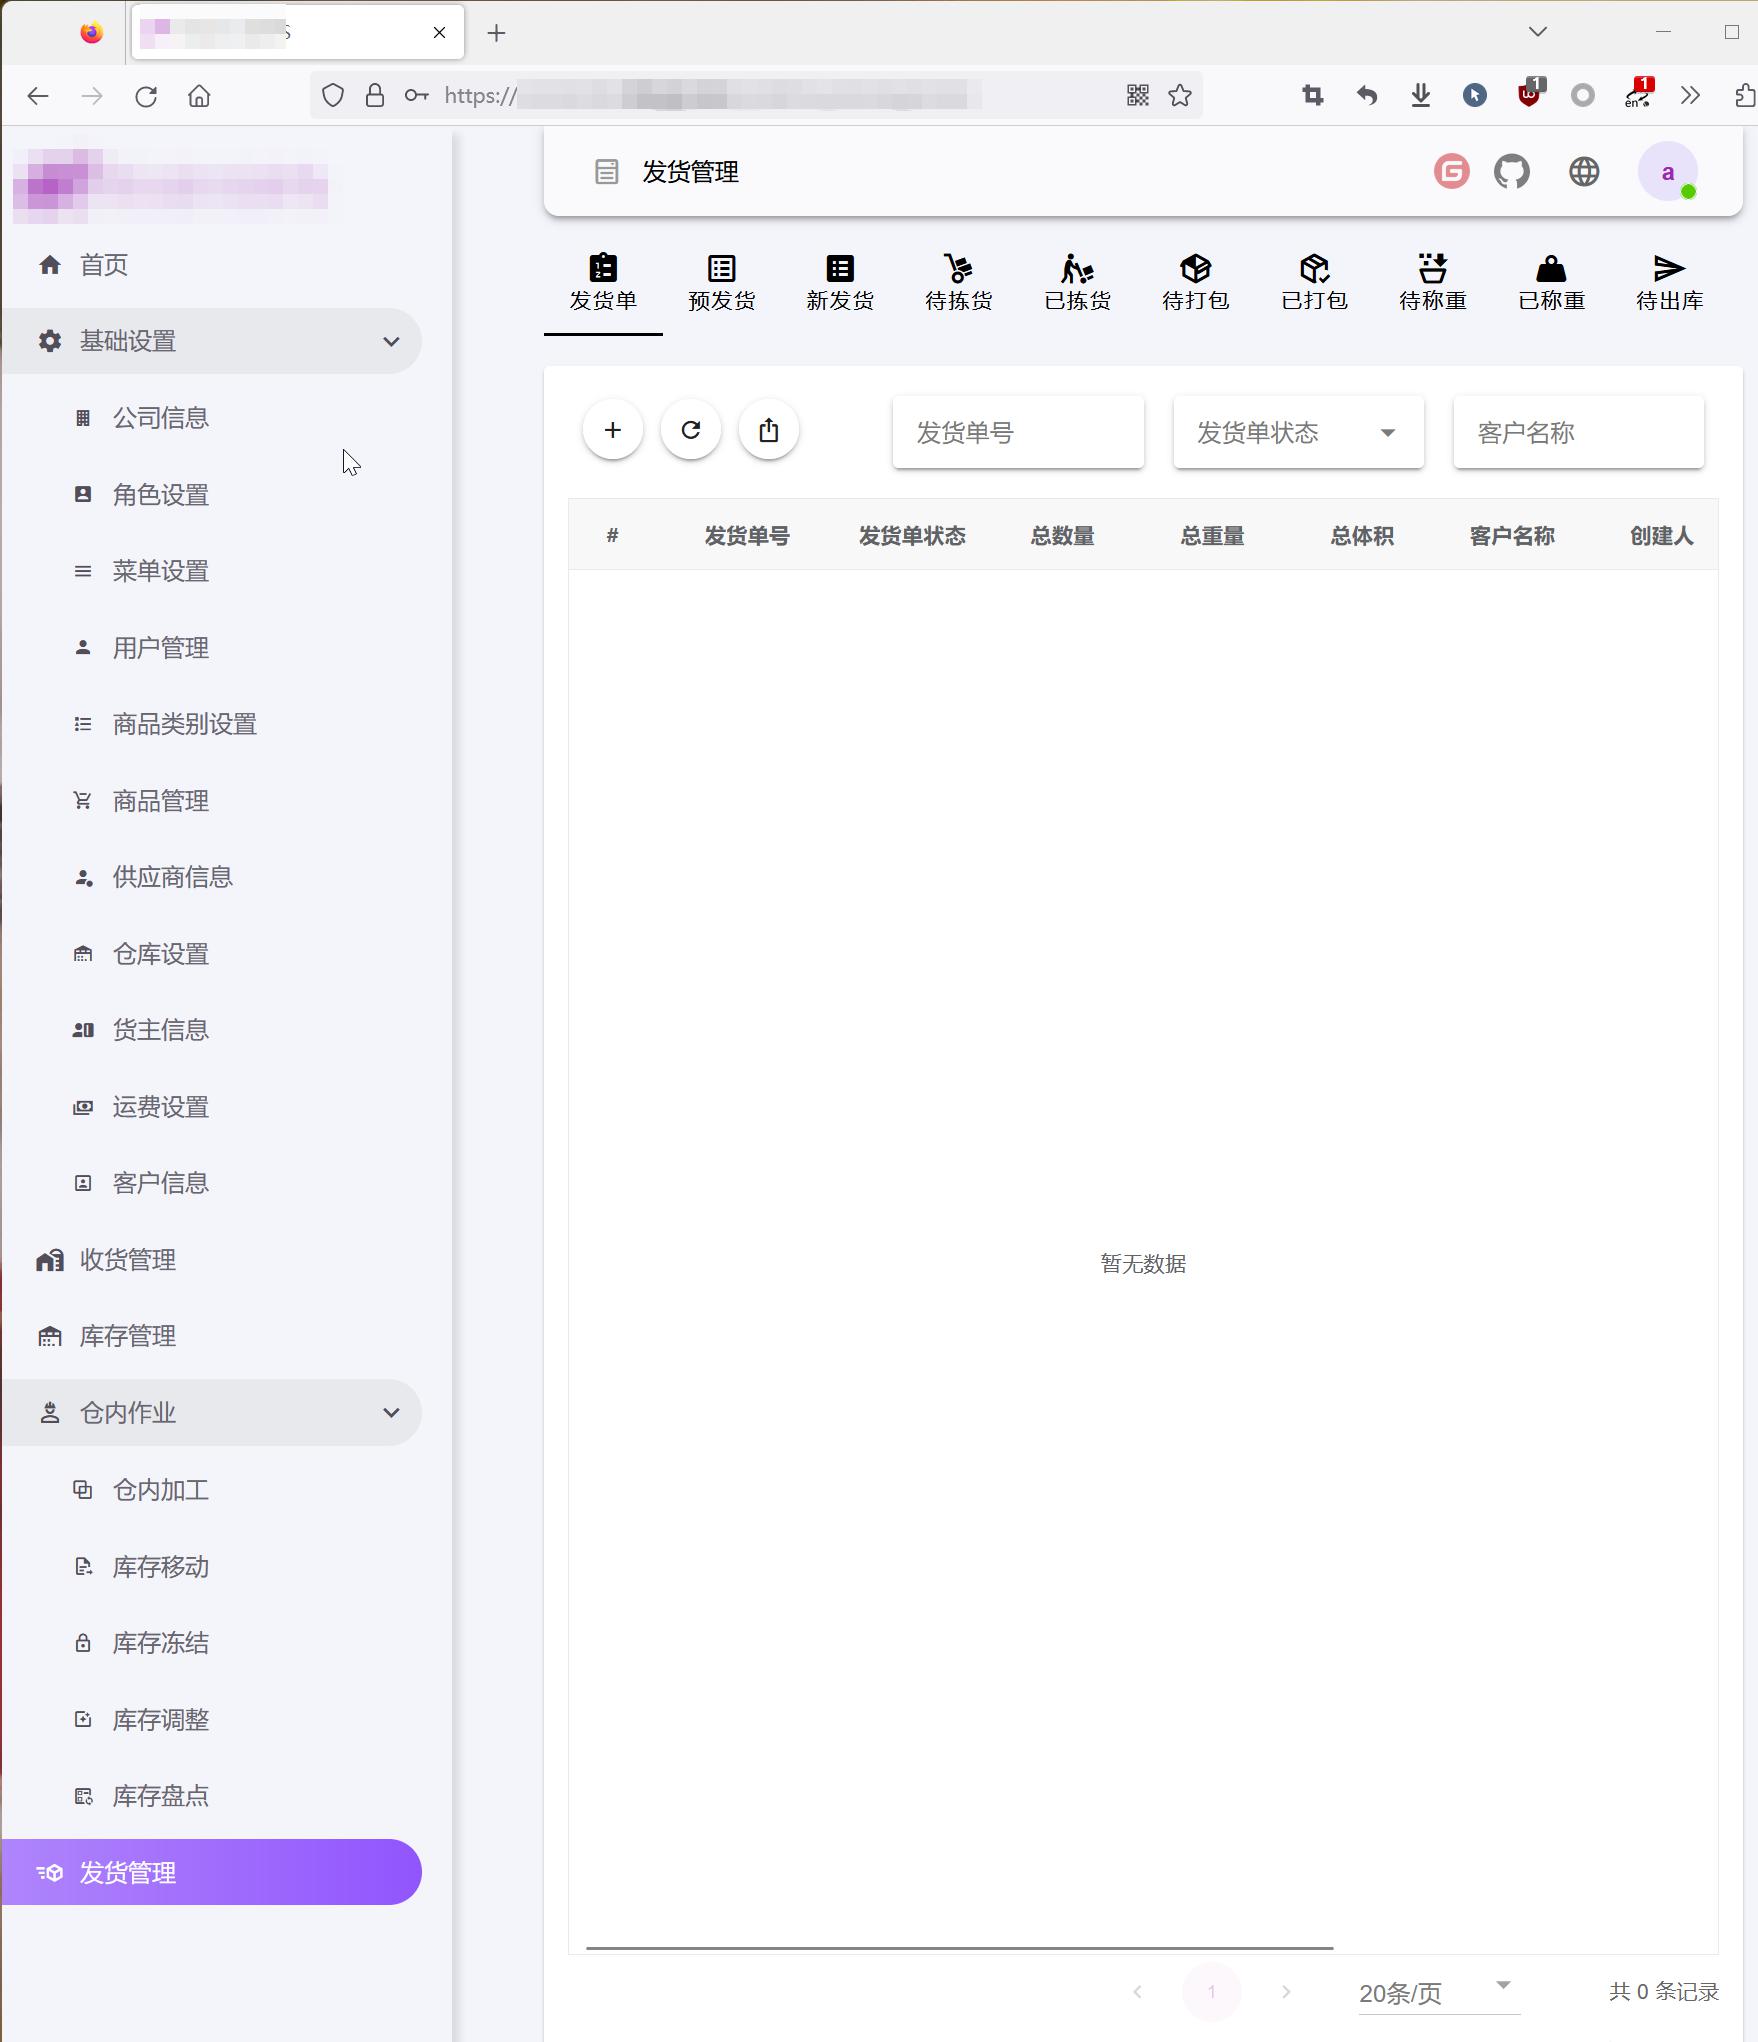 https://
首页
基础设置
公司信息
角色设置
菜单设置
用户管理
商品类别设置
商品管理
供应商信息
仓库设置
货主信息
运费设置
客户信息
收货管理
库存管理
仓内作业
仓内加工
库存移动
库存冻结
库存调整
库存盘点
发货管理
发货管理
a
发货单 预发货 新发货 待拣货 已拣货 待打包 已打包 待称重 已称重 待出库
发货单号 发货单状态 客户名称
# 发货单号 发货单状态 总数量 总重量 总体积 客户名称 创建人
暂无数据
1 20条/页 共 0 条记录